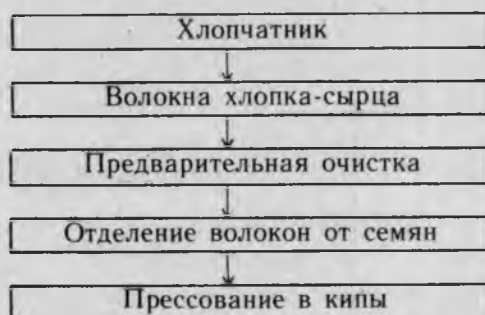 Хлопчатник
Волокна хлопка-сырца
Предварительная очистка
Отделение волокон от семян
Прессование в кипы